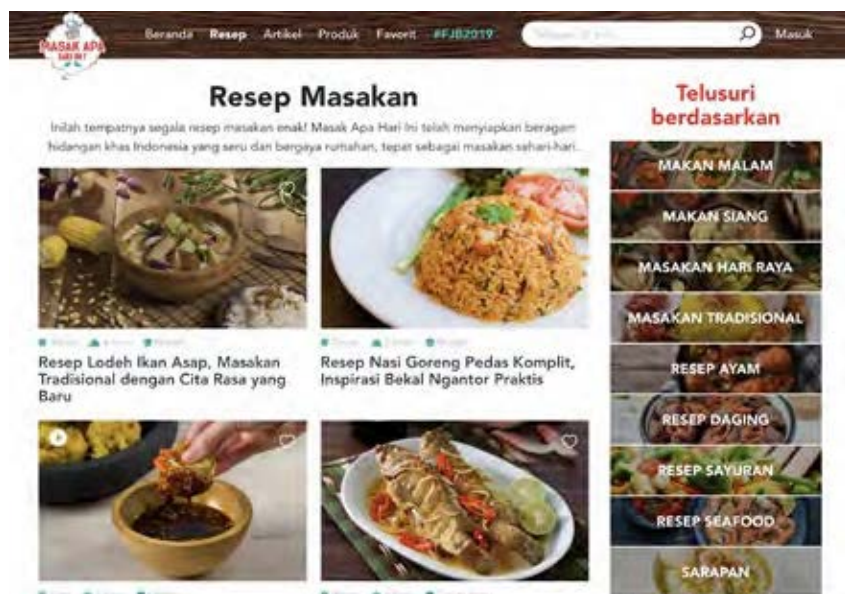 MASAK APA
HARI INI?
Beranda Resep Artikel Produk Favorit #FJB2019
Masuk
Resep Masakan
Inilah tempatnya segala resep masakan enak! Masak Apa Hari Ini telah menyiapkan beragam
hidangan khas Indonesia yang seru dan bergaya rumahan, tepat sebagai masakan sehari-hari.
Resep Lodeh Ikan Asap, Masakan
Tradisional dengan Cita Rasa yang
Baru
Resep Nasi Goreng Pedas Komplit,
Inspirasi Bekal Ngantor Praktis
Telusuri
berdasarkan
MAKAN MALAM
MAKAN SIANG
MASAKAN HARI RAYA
MASAKAN TRADISIONAL
RESEP AYAM
RESEP DAGING
RESEP SAYURAN
RESEP SEAFOOD
SARAPAN